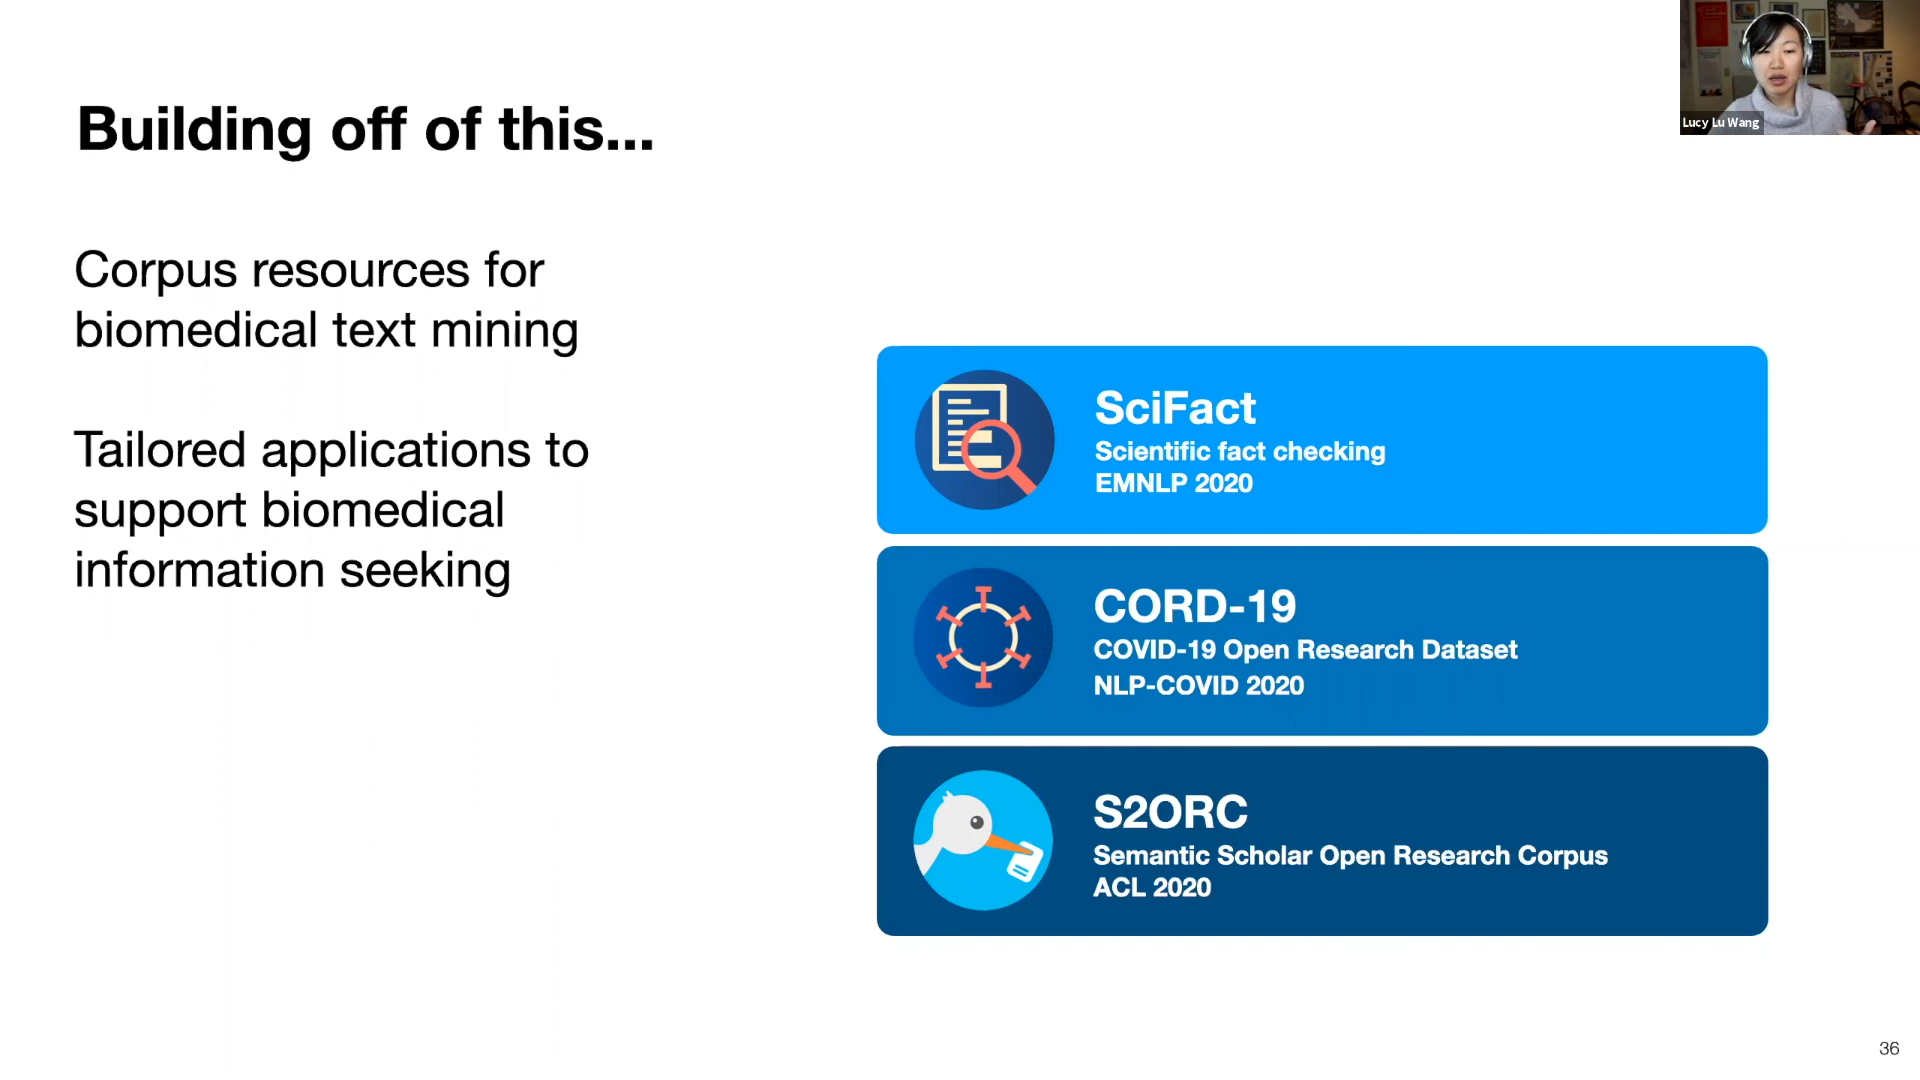 Building off of this...
Corpus resources for
biomedical text mining
Tailored applications to
support biomedical
information seeking
SciFact
Scientific fact checking
EMNLP 2020
CORD-19
COVID-19 Open Research Dataset
NLP-COVID 2020
S2ORC
Semantic Scholar Open Research Corpus
ACL 2020
Lucy Lu Wang
36